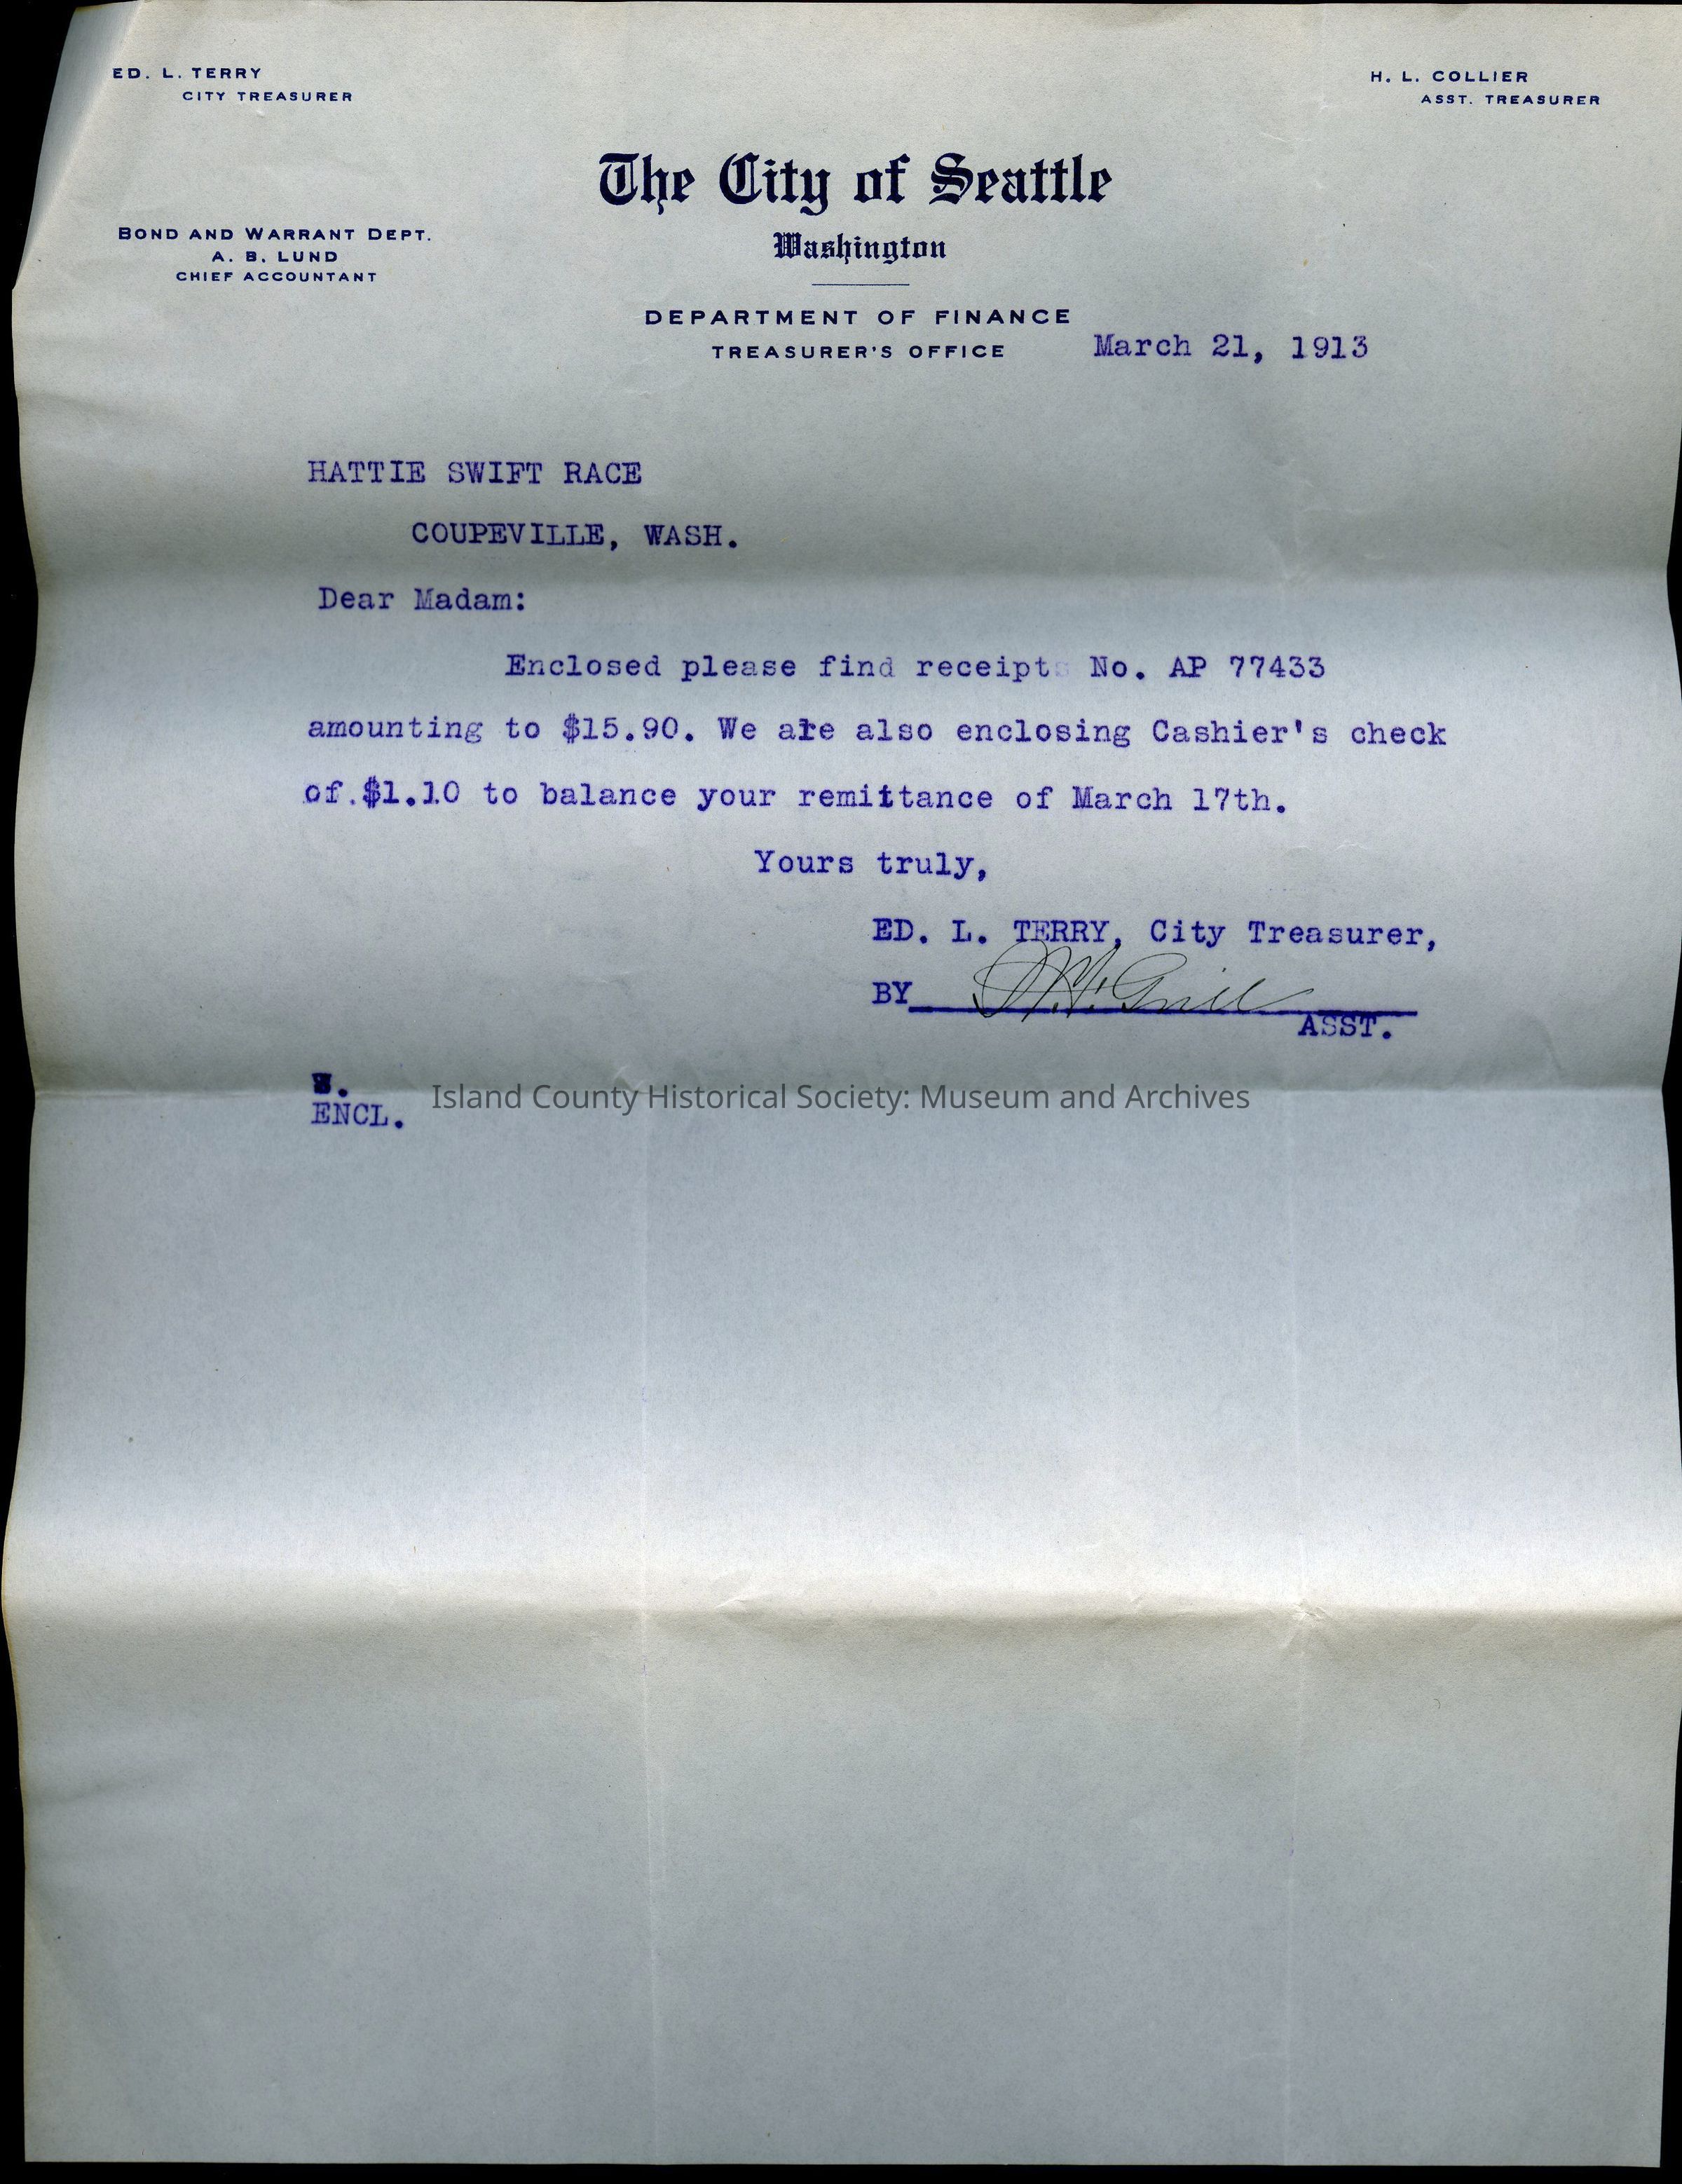 ED. L. TERRY
CITY TREASURER
H. L. COLLIER
ASST. TREASURER
The City of Seattle
Washington
BOND AND WARRANT DEPT.
A. B. LUND
CHIEF ACCOUNTANT
DEPARTMENT OF FINANCE
TREASURER'S OFFICE
March 21, 1913
HATTIE SWIFT RACE
COUPEVILLE, WASH.
Dear Madam:
Enclosed please find receipt No. AP 77433
amounting to $15.90. We are also enclosing Cashier's check
of $1.10 to balance your remittance of March 17th.
Yours truly,
ED. L. TERRY, City Treasurer,
BY
ASST.
ENCL.
Island County Historical Society: Museum and Archives